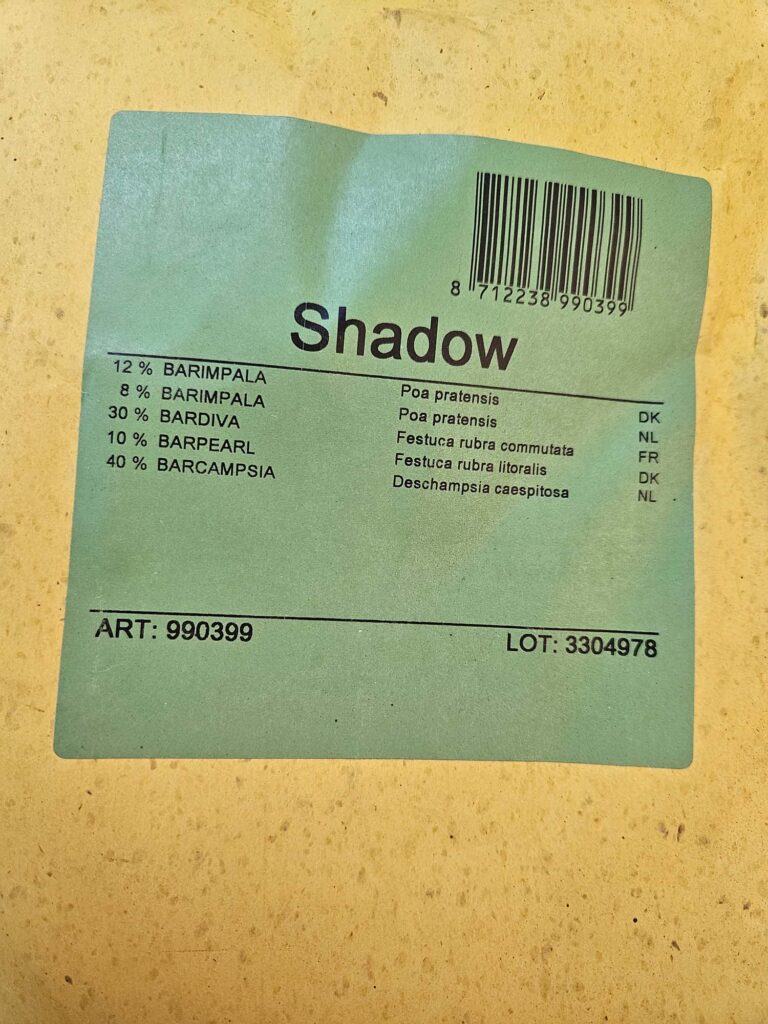 8 712238 990399
Shadow
12 % BARIMPALA Poa pratensis DK
8 % BARIMPALA Poa pratensis NL
30 % BARDIVA Festuca rubra commutata FR
10 % BARPEARL Festuca rubra litoralis DK
40 % BARCAMPSIA Deschampsia caespitosa NL
ART: 990399 LOT: 3304978